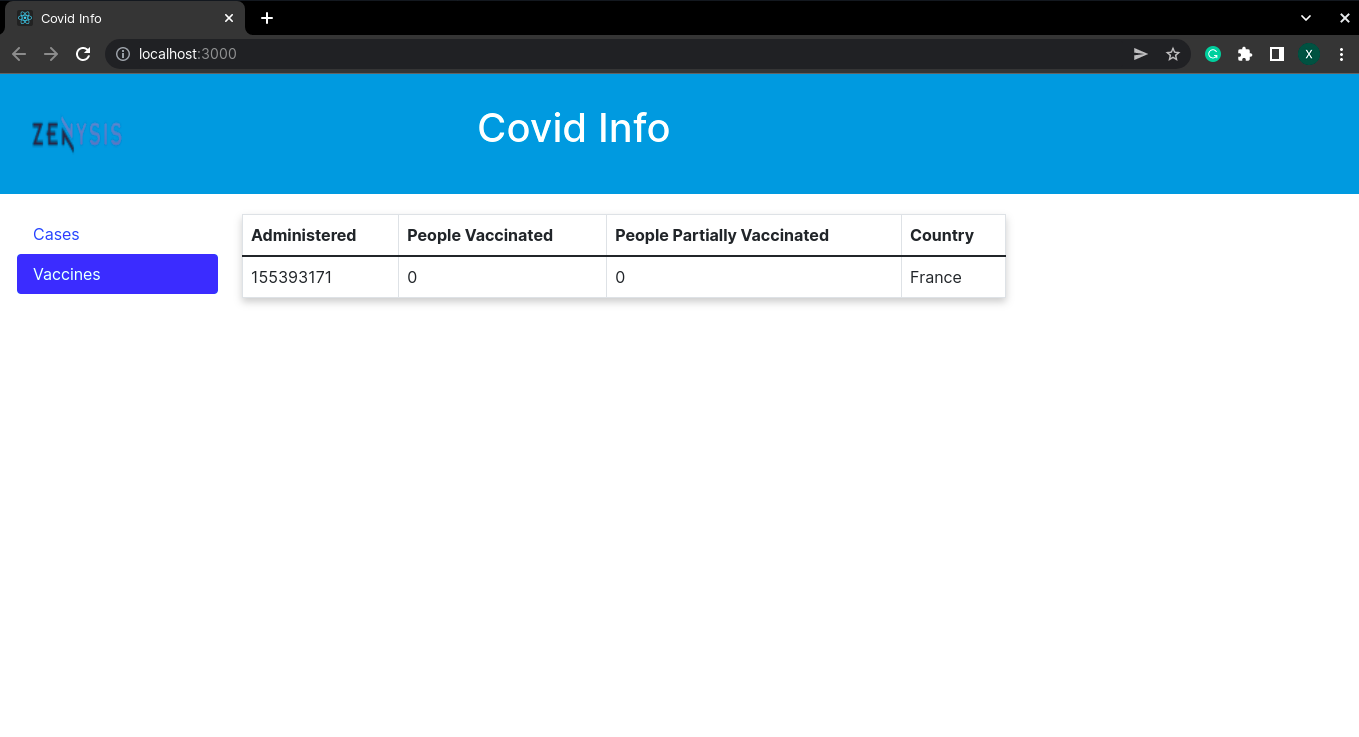 Covid Info
localhost:3000
X
ZENYSIS
Covid Info
Cases
Vaccines
Administered People Vaccinated People Partially Vaccinated Country
155393171 0 0 France